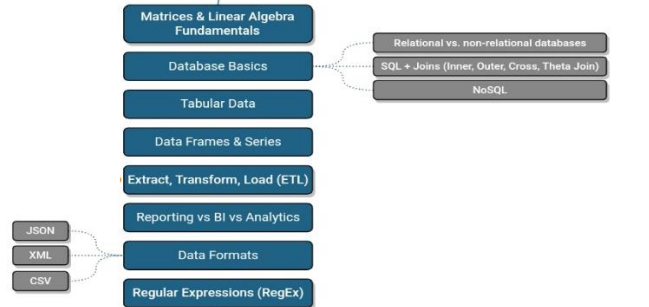 Matrices & Linear Algebra
Fundamentals
Database Basics
Relational vs. non-relational databases
SQL + Joins (Inner, Outer, Cross, Theta Join)
NoSQL
Tabular Data
Data Frames & Series
Extract, Transform, Load (ETL)
Reporting vs BI vs Analytics
Data Formats
JSON
XML
CSV
Regular Expressions (RegEx)